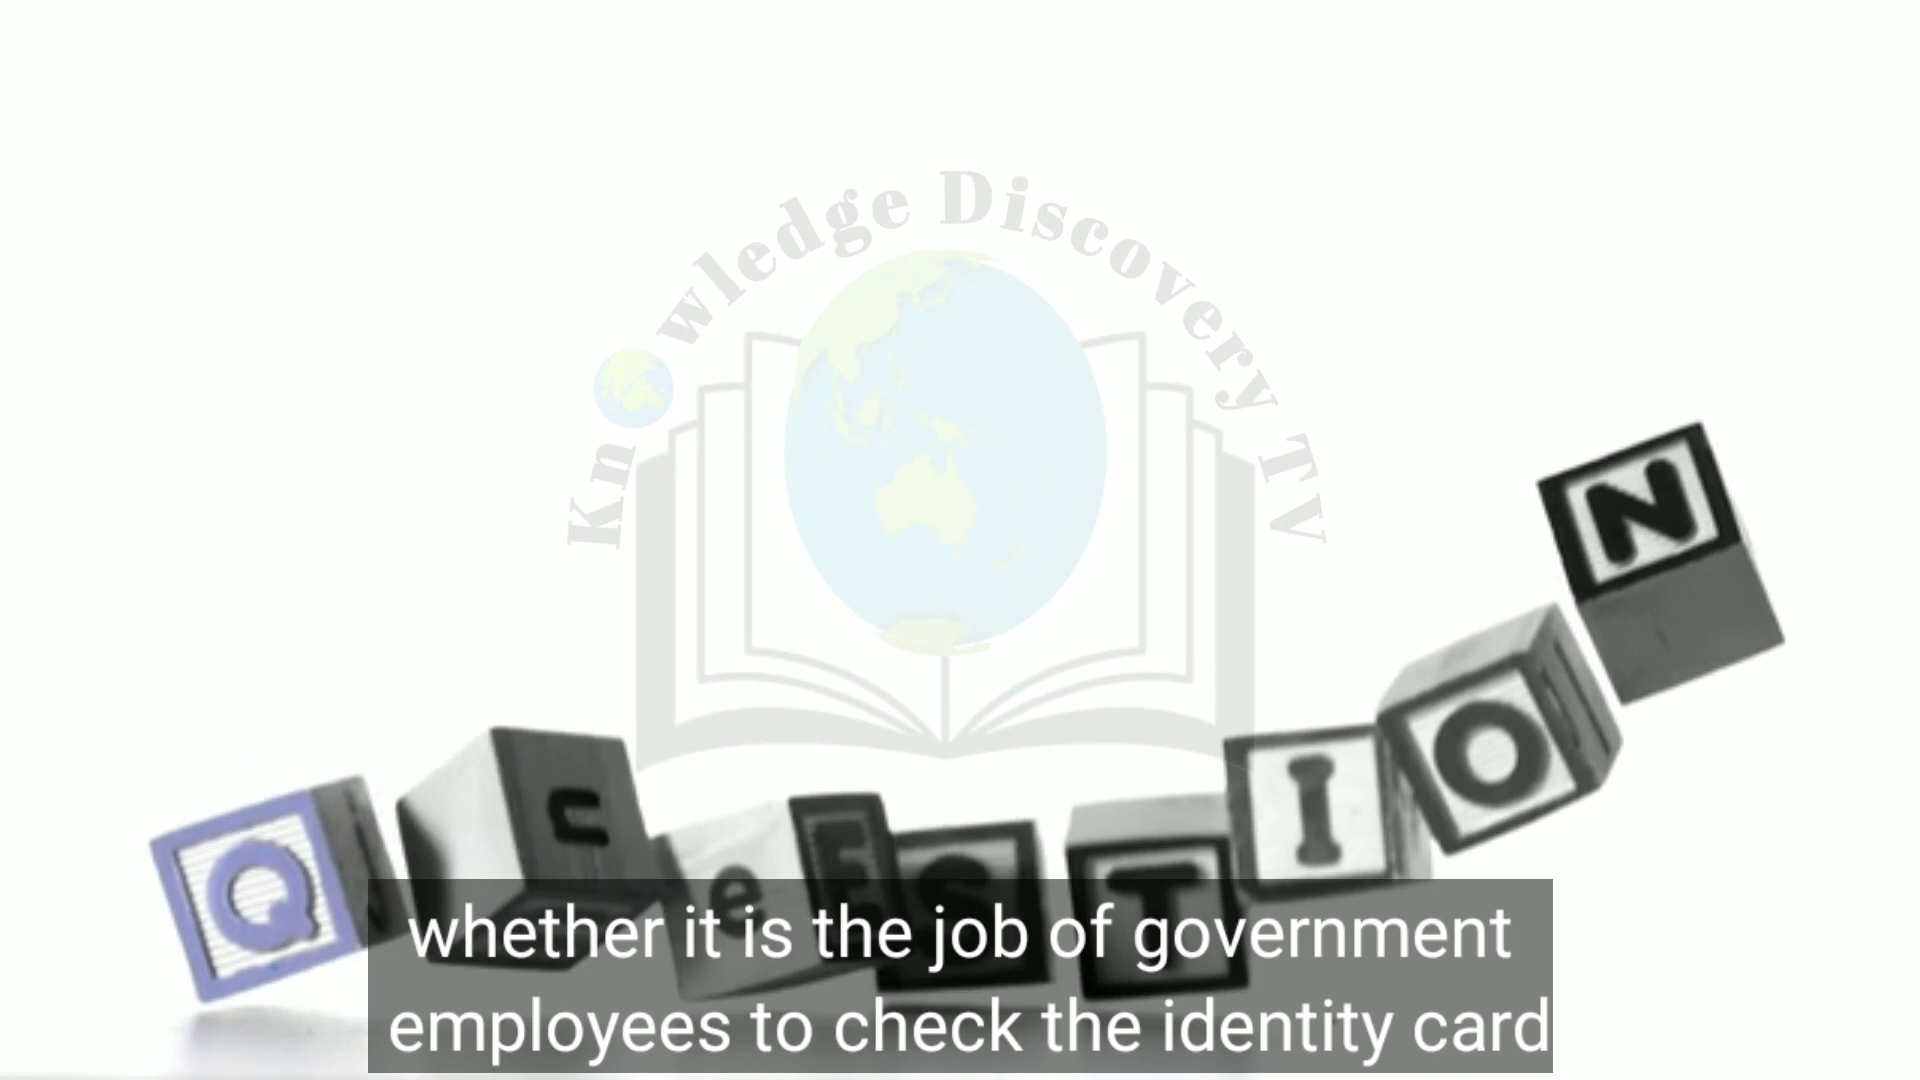 Knowledge Discovery TV
QUESTION
whether it is the job of government
employees to check the identity card